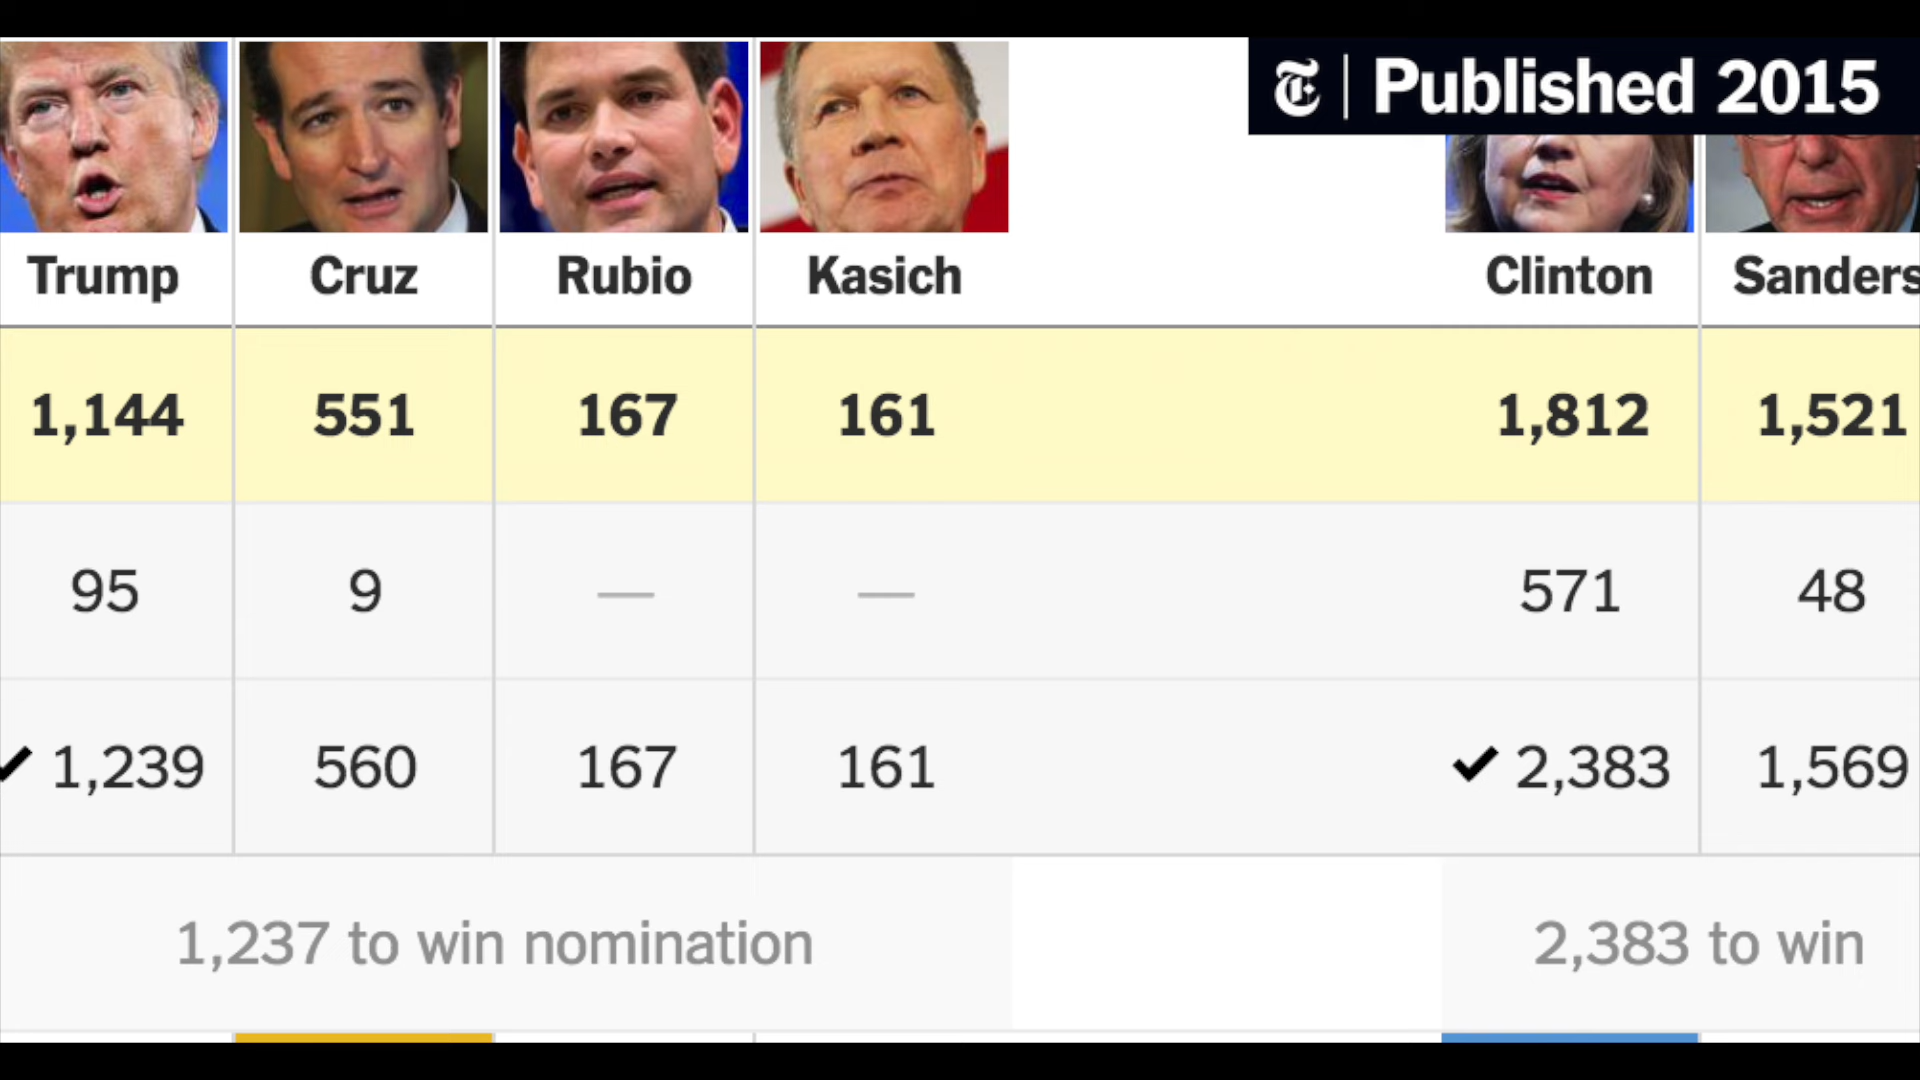 T | Published 2015
Trump Cruz Rubio Kasich Clinton Sanders
1,144 551 167 161 1,812 1,521
95 9 — — 571 48
✔ 1,239 560 167 161 ✔ 2,383 1,569
1,237 to win nomination 2,383 to win